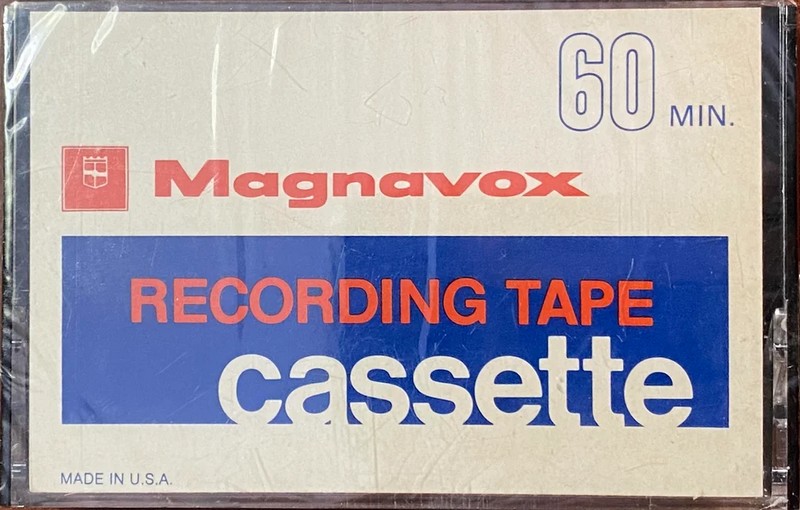 60 MIN.
Magnavox
RECORDING TAPE
cassette
MADE IN U.S.A.